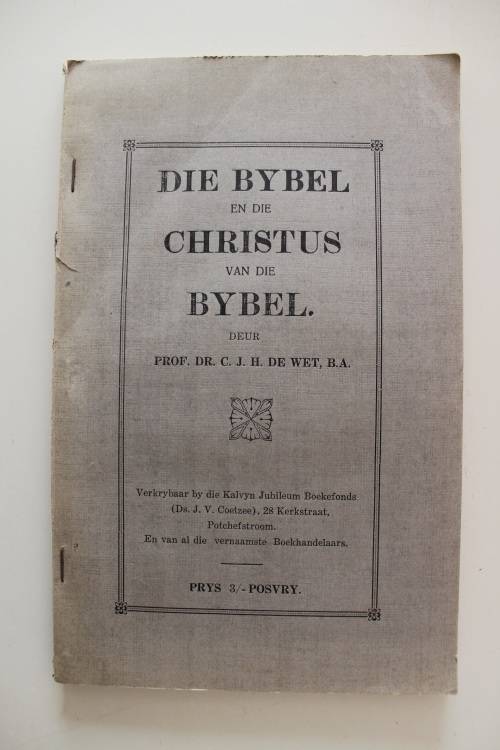 DIE BYBEL
EN DIE
CHRISTUS
VAN DIE
BYBEL.
DEUR
PROF. DR. C. J. H. DE WET, B.A.
Verkrybaar by die Kalvyn Jubileum Boekefonds
(Ds. J. V. Coetzee), 28 Kerkstraat,
Potchefstroom.
En van al die vernaamste Boekhandelaars.
PRYS 3/- POSVRY.